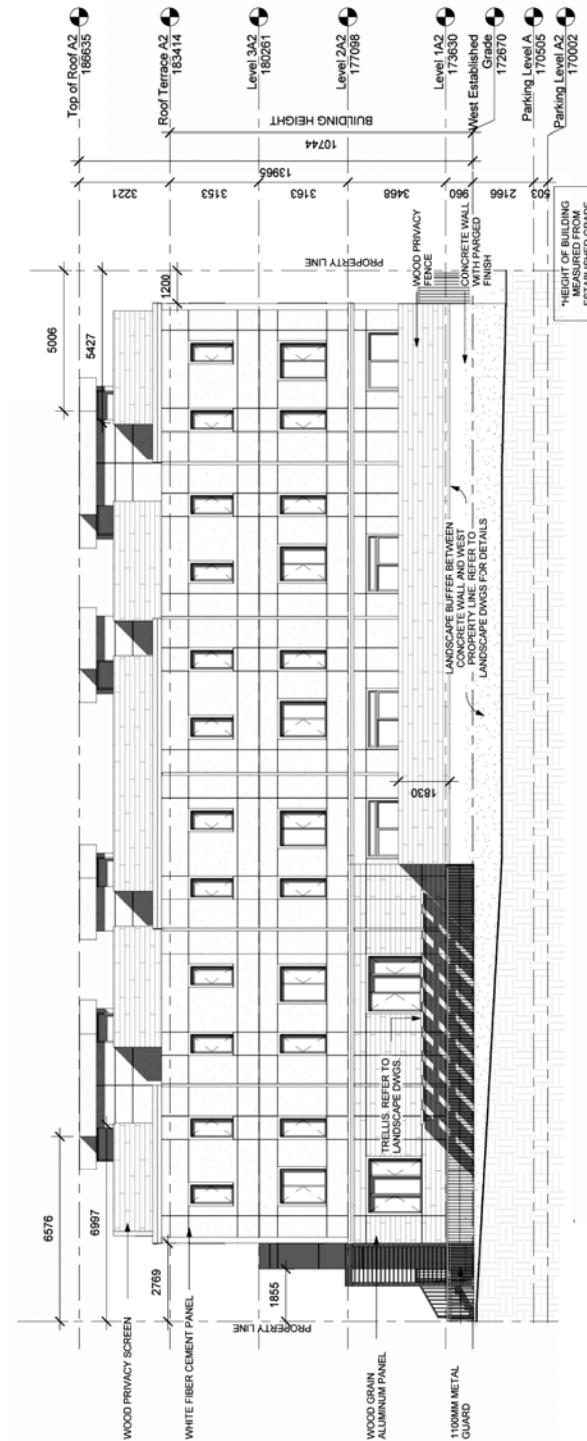 Top of Roof A2
186635
Roof Terrace A2
183414
Level 3A2
180261
Level 2A2
177098
Level 1A2
173630
West Established
Grade
172670
Parking Level A
170505
Parking Level A2
170002
BUILDING HEIGHT
10744
13965
3221
3153
3163
3468
960
2166
503
*HEIGHT OF BUILDING
MEASURED FROM
ESTABLISHED GRADE
PROPERTY LINE
5006
5427
1200
WOOD PRIVACY
FENCE
CONCRETE WALL
WITH PARGED
FINISH
LANDSCAPE BUFFER BETWEEN
CONCRETE WALL AND WEST
PROPERTY LINE. REFER TO
LANDSCAPE DWGS FOR DETAILS
1830
TRELLIS. REFER TO
LANDSCAPE DWGS.
6576
6997
2769
1855
PROPERTY LINE
WOOD PRIVACY SCREEN
WHITE FIBER CEMENT PANEL
WOOD GRAIN
ALUMINUM PANEL
1100MM METAL
GUARD